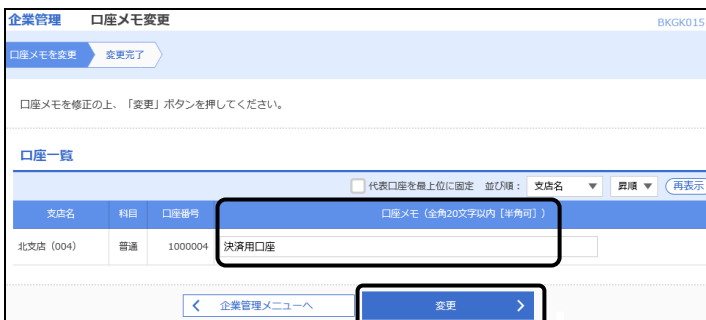 企業管理 口座メモ変更 BKGK015
口座メモを変更 変更完了
口座メモを修正の上、「変更」ボタンを押してください。
口座一覧
代表口座を最上位に固定 並び順： 支店名 ▼ 昇順 ▼ 再表示
支店名 科目 口座番号 口座メモ（全角20文字以内［半角可］）
北支店（004） 普通 1000004 決済用口座
企業管理メニューへ 変更